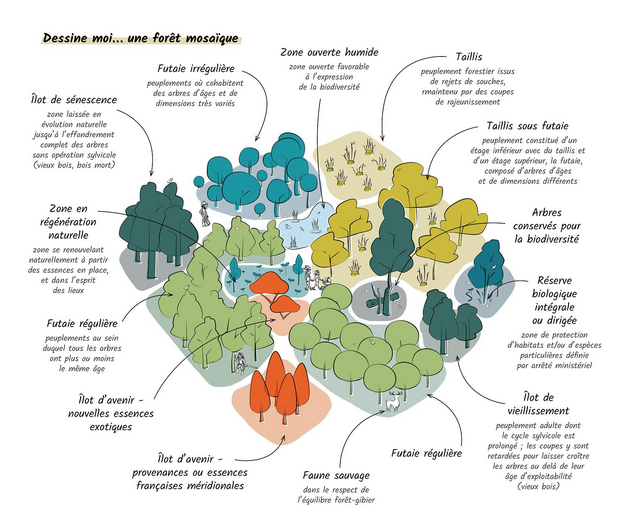 Dessine moi... une forêt mosaïque
Zone ouverte humide
zone ouverte favorable
à l'expression
de la biodiversité
Taillis
peuplement forestier issus
de rejets de souches,
rmaintenu par des coupes
de rajeunissement
Futaie irrégulière
peuplements où cohabitent
des arbres d'âges et de
dimensions très variés
Îlot de sénescence
zone laissée en
évolution naturelle
jusqu'à l'effondrement
complet des arbres
sans opération sylvicole
(vieux bois, bois mort)
Taillis sous futaie
peuplement constitué d'un
étage inférieur avec du taillis et
d'un étage supérieur, la futaie,
composé d'arbres d'âges
et de dimensions différents
Zone en
régénération
naturelle
zone se renouvelant
naturellement à partir
des essences en place,
et dans l'esprit
des lieux
Arbres
conservés pour
la biodiversité
Réserve
biologique
intégrale
ou dirigée
zone de protection
d'habitats et/ou d'espèces
particulières définie
par arrêté ministériel
Futaie régulière
peuplements au sein
duquel tous les arbres
ont plus ou moins
le même âge
Îlot d'avenir -
nouvelles essences
exotiques
Îlot de
vieillissement
peuplement adulte dont
le cycle sylvicole est
prolongé ; les coupes y sont
retardées pour laisser croître
les arbres au delà de leur
âge d'exploitabilité
(vieux bois)
Îlot d'avenir -
provenances ou essences
françaises méridionales
Faune sauvage
dans le respect de
l'équilibre forêt-gibier
Futaie régulière